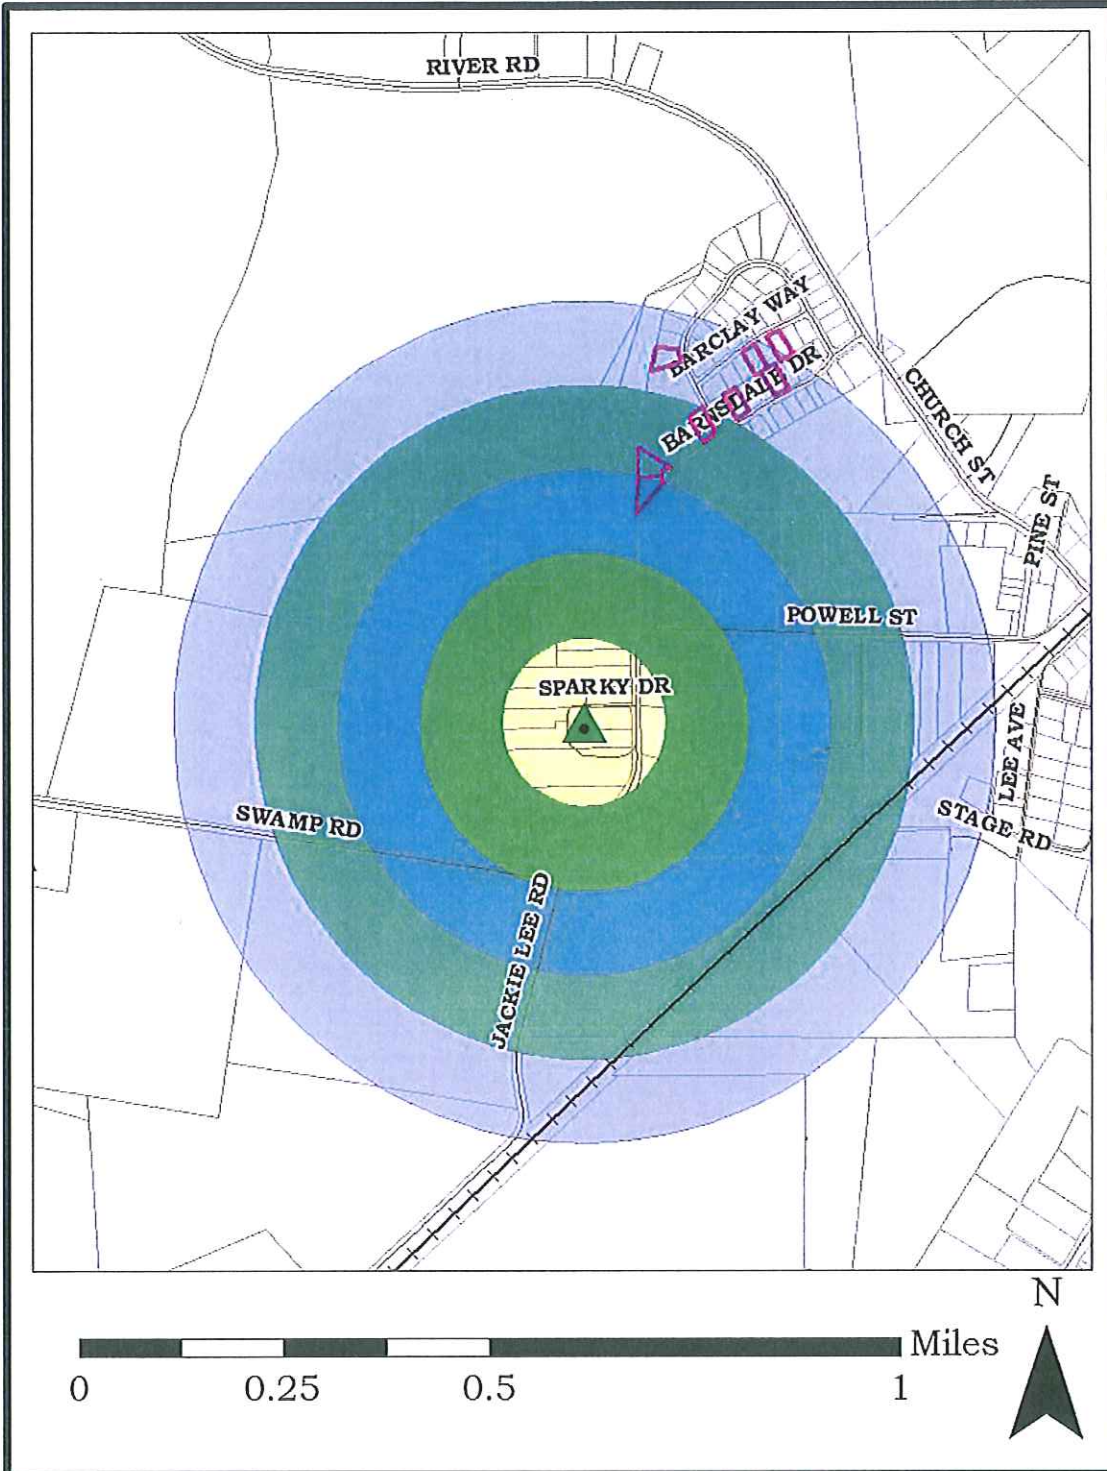 RIVER RD
BARCLAY WAY
BARNSDALE DR
CHURCH ST
PINE ST
POWELL ST
SPARKY DR
LEE AVE
STAGE RD
SWAMP RD
JACKIE LEE RD
N
Miles
0 0.25 0.5 1